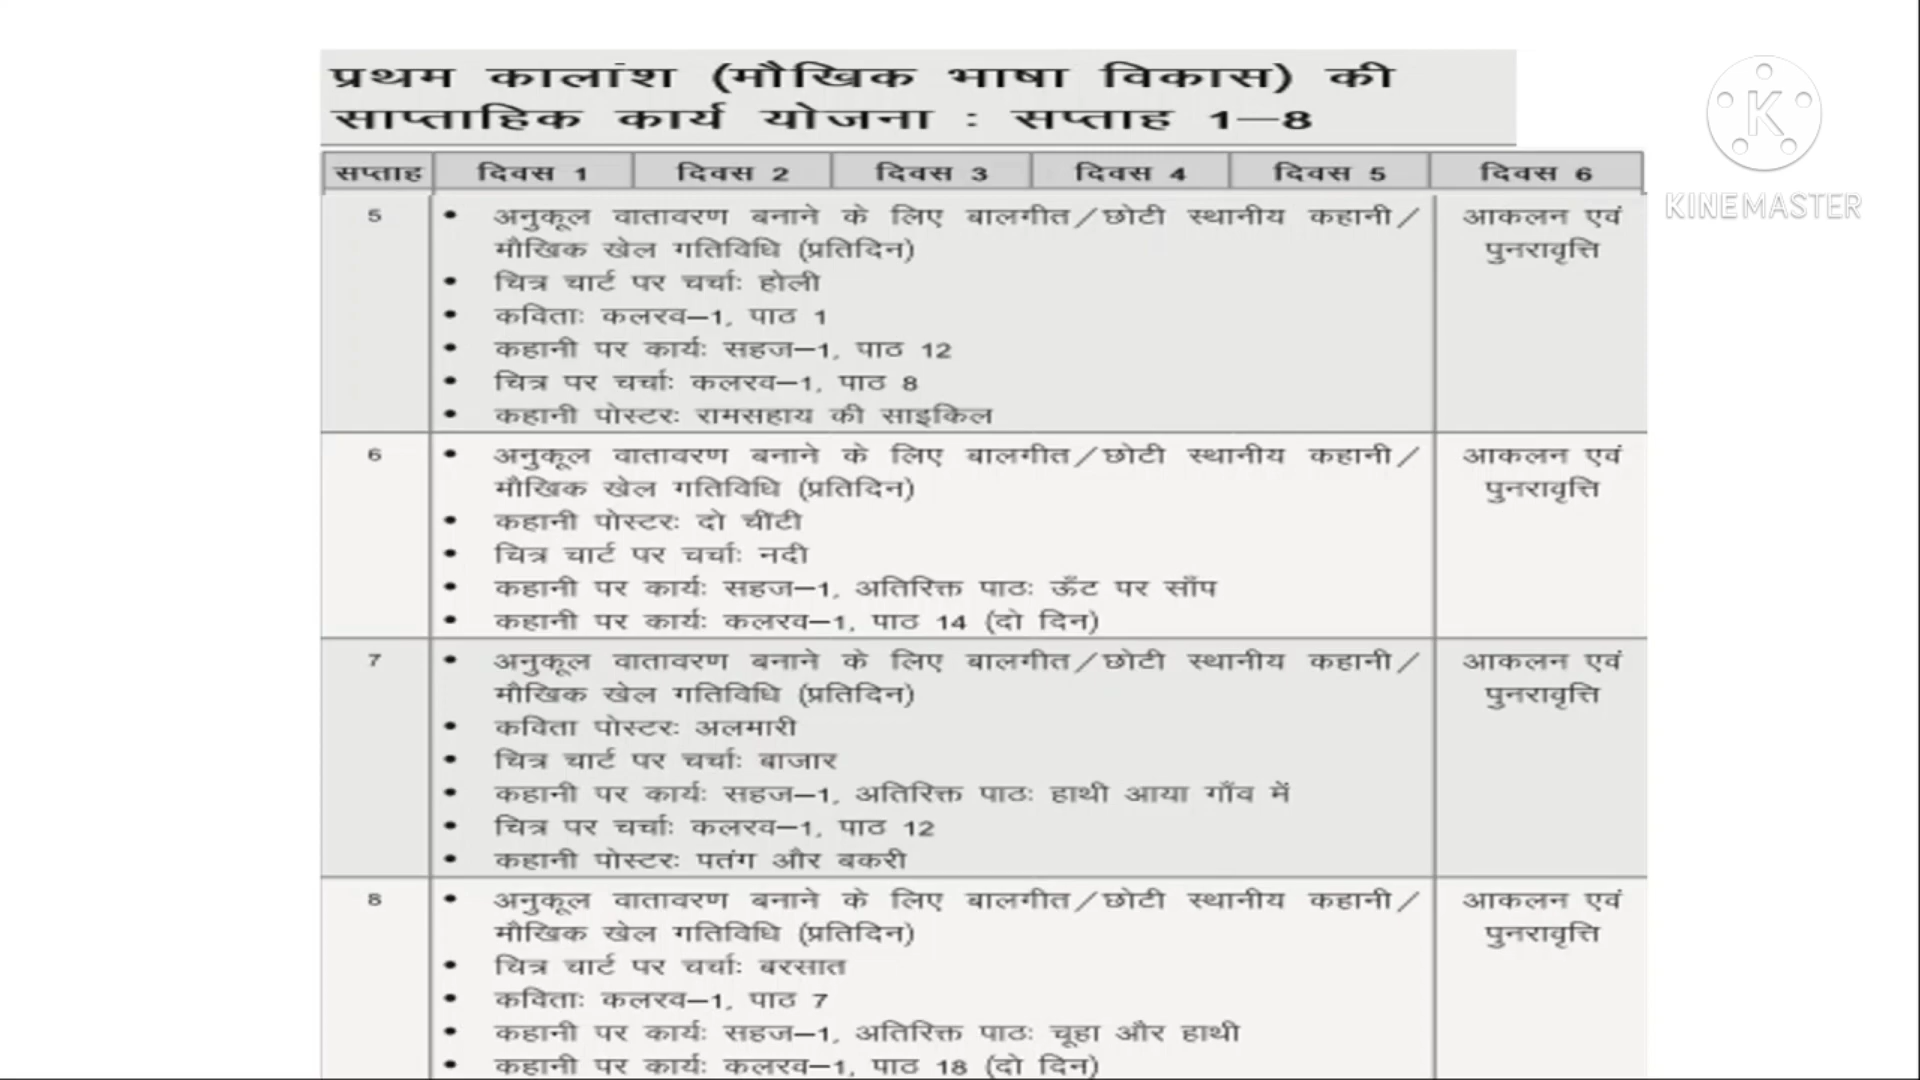 प्रथम कालांश (मौखिक भाषा विकास) की
साप्ताहिक कार्य योजना : सप्ताह 1–8
K
KINEMASTER
सप्ताह दिवस 1 दिवस 2 दिवस 3 दिवस 4 दिवस 5 दिवस 6
5 • अनुकूल वातावरण बनाने के लिए बालगीत/छोटी स्थानीय कहानी/ आकलन एवं
मौखिक खेल गतिविधि (प्रतिदिन) पुनरावृत्ति
• चित्र चार्ट पर चर्चाः होली
• कविताः कलरव–1, पाठ 1
• कहानी पर कार्यः सहज–1, पाठ 12
• चित्र पर चर्चाः कलरव–1, पाठ 8
• कहानी पोस्टरः रामसहाय की साइकिल
6 • अनुकूल वातावरण बनाने के लिए बालगीत/छोटी स्थानीय कहानी/ आकलन एवं
मौखिक खेल गतिविधि (प्रतिदिन) पुनरावृत्ति
• कहानी पोस्टरः दो चींटी
• चित्र चार्ट पर चर्चाः नदी
• कहानी पर कार्यः सहज–1, अतिरिक्त पाठः ऊँट पर साँप
• कहानी पर कार्यः कलरव–1, पाठ 14 (दो दिन)
7 • अनुकूल वातावरण बनाने के लिए बालगीत/छोटी स्थानीय कहानी/ आकलन एवं
मौखिक खेल गतिविधि (प्रतिदिन) पुनरावृत्ति
• कविता पोस्टरः अलमारी
• चित्र चार्ट पर चर्चाः बाजार
• कहानी पर कार्यः सहज–1, अतिरिक्त पाठः हाथी आया गाँव में
• चित्र पर चर्चाः कलरव–1, पाठ 12
• कहानी पोस्टरः पतंग और बकरी
8 • अनुकूल वातावरण बनाने के लिए बालगीत/छोटी स्थानीय कहानी/ आकलन एवं
मौखिक खेल गतिविधि (प्रतिदिन) पुनरावृत्ति
• चित्र चार्ट पर चर्चाः बरसात
• कविताः कलरव–1, पाठ 7
• कहानी पर कार्यः सहज–1, अतिरिक्त पाठः चूहा और हाथी
• कहानी पर कार्यः कलरव–1, पाठ 18 (दो दिन)